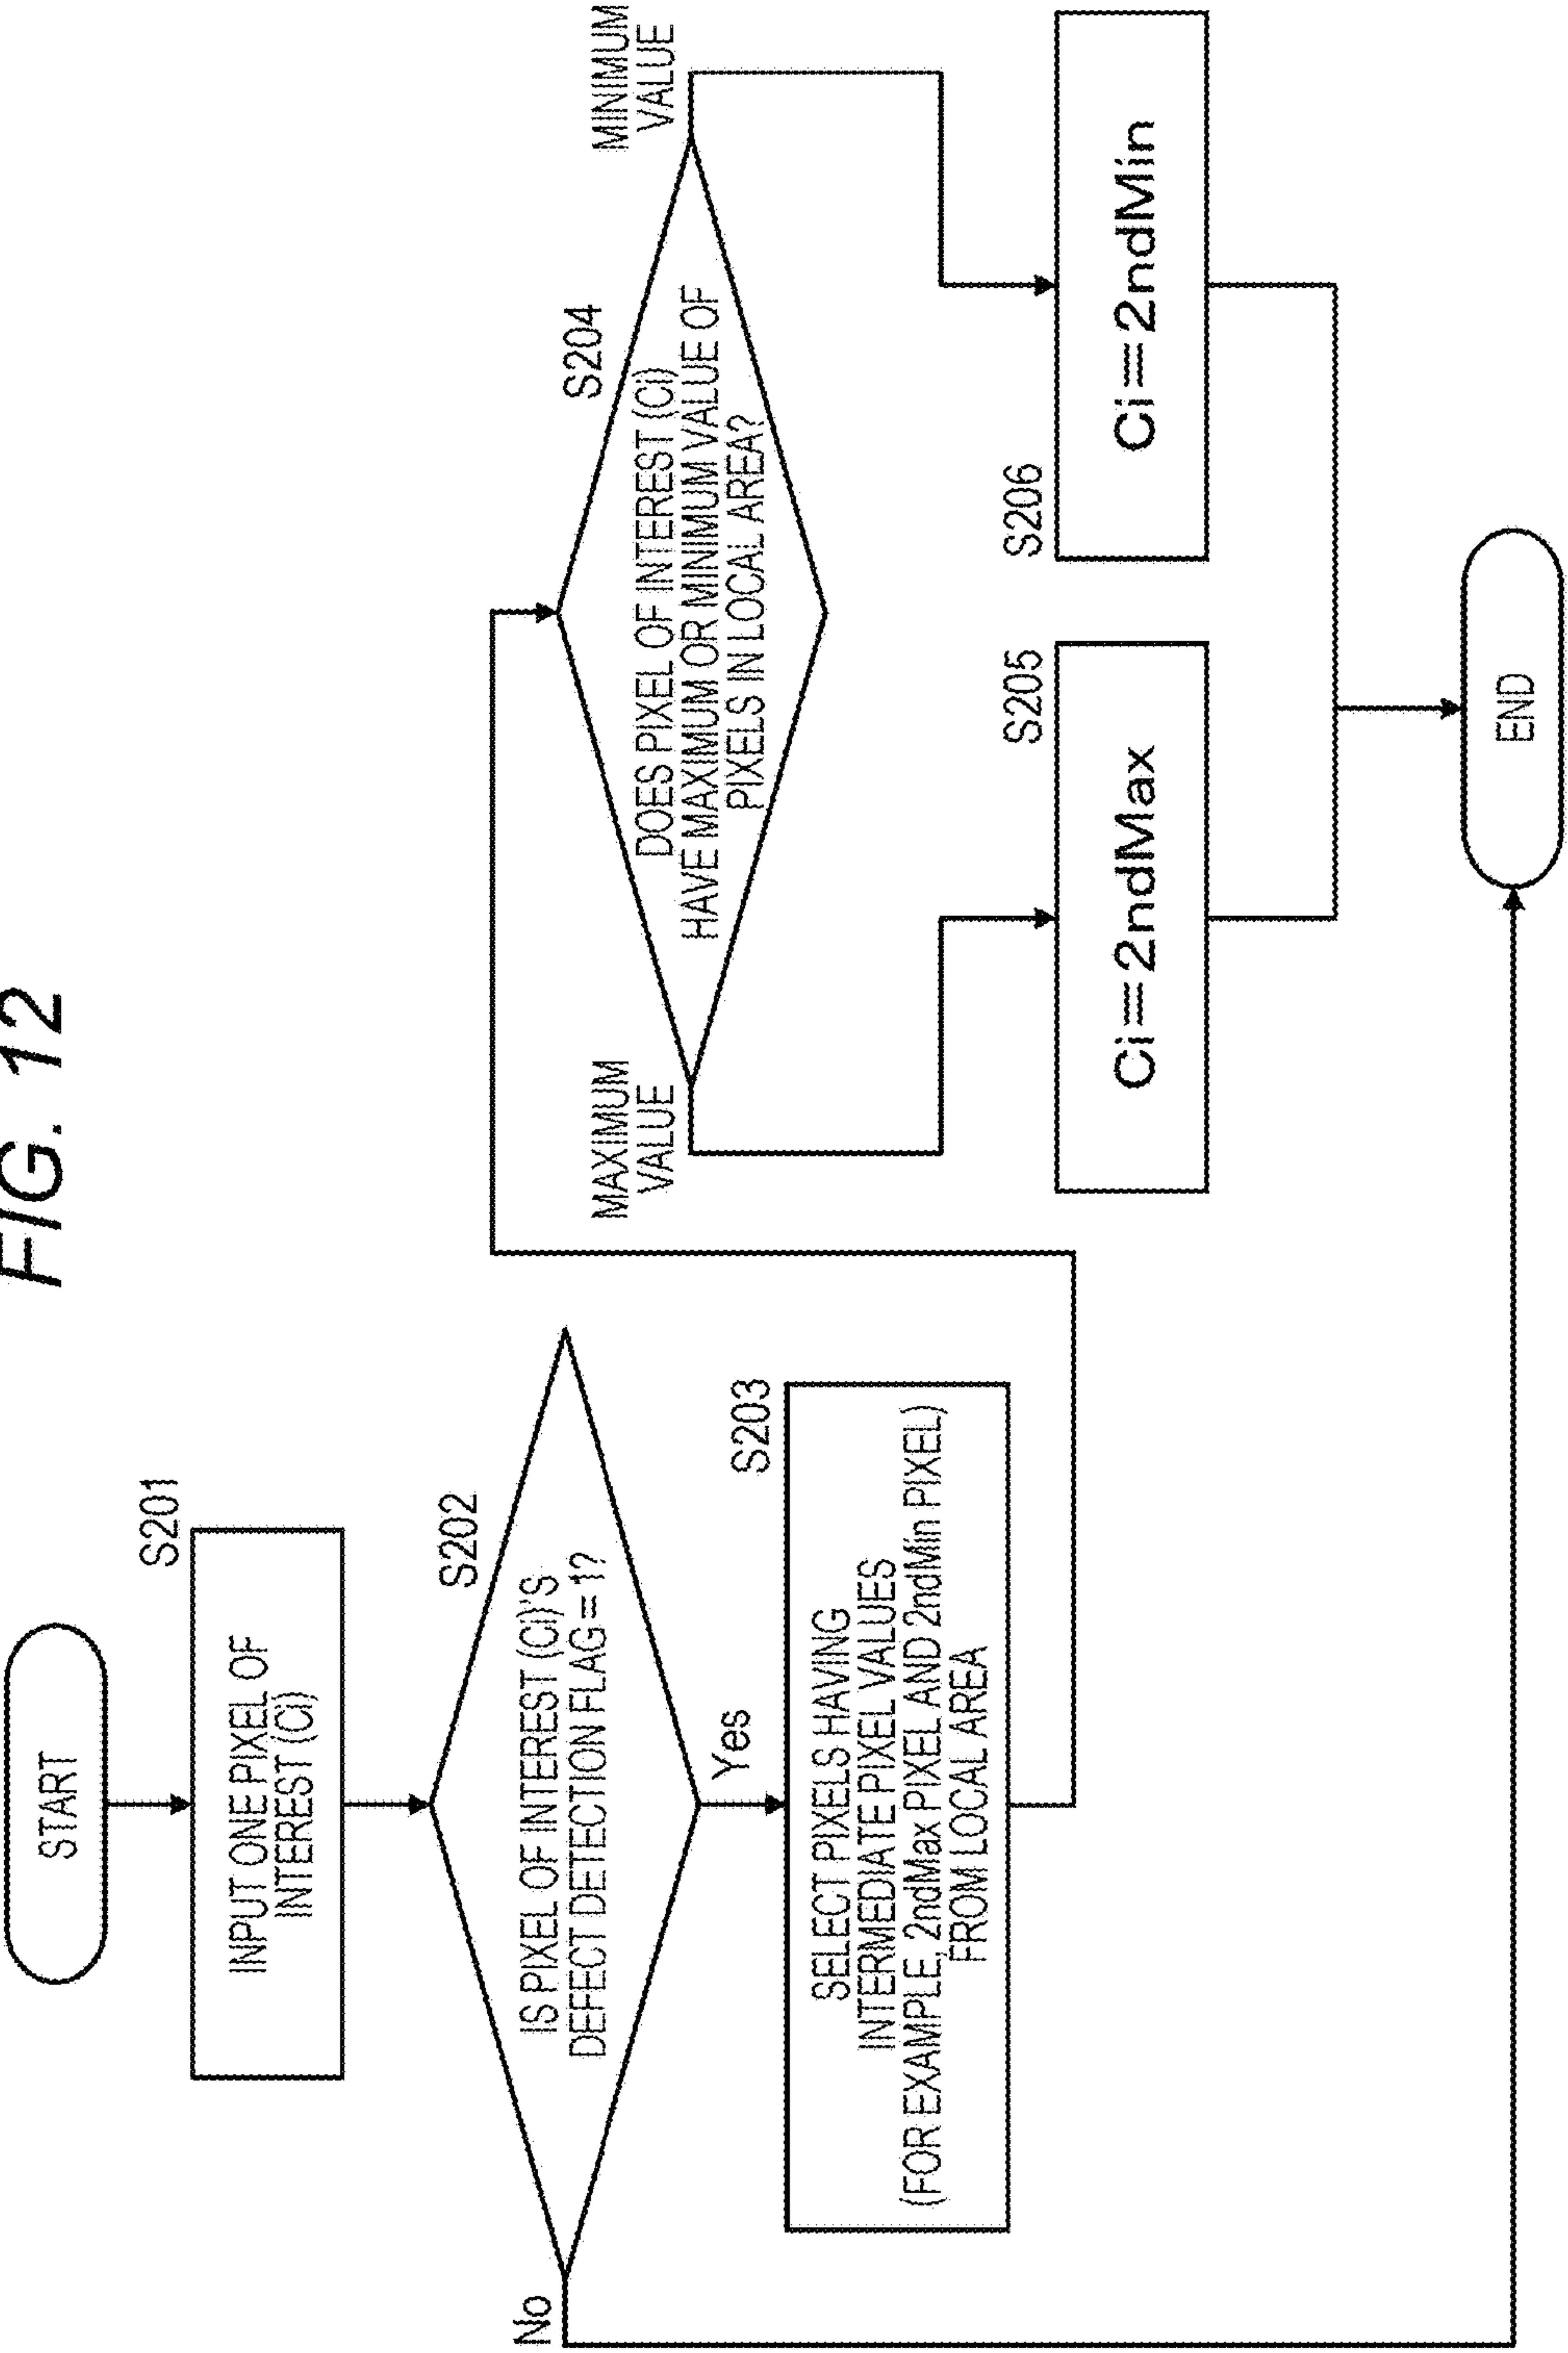 FIG. 12
START
S201
INPUT ONE PIXEL OF
INTEREST (Ci)
S202
IS PIXEL OF INTEREST (Ci)'S
DEFECT DETECTION FLAG = 1?
No
Yes
S203
SELECT PIXELS HAVING
INTERMEDIATE PIXEL VALUES
(FOR EXAMPLE, 2ndMax PIXEL AND 2ndMin PIXEL)
FROM LOCAL AREA
S204
DOES PIXEL OF INTEREST (Ci)
HAVE MAXIMUM OR MINIMUM VALUE OF
PIXELS IN LOCAL AREA?
MAXIMUM
VALUE
MINIMUM
VALUE
S205
Ci=2ndMax
S206
Ci=2ndMin
END